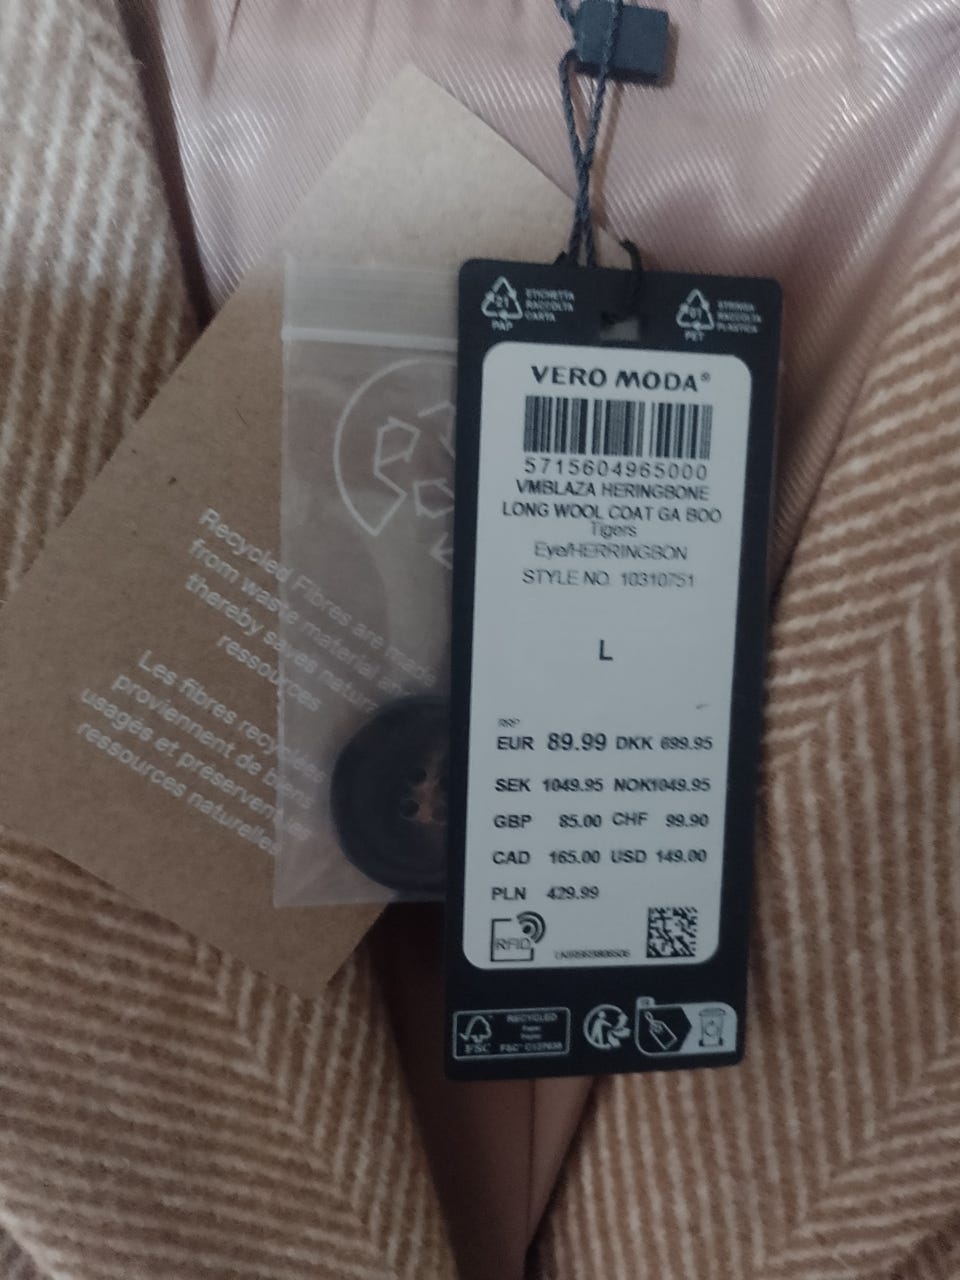 21
PAP
ETICHETTA
RACCOLTA
CARTA
PET
STRINGA
RACCOLTA
PLASTICA
VERO MODA®
5715604965000
VMBLAZA HERINGBONE
LONG WOOL COAT GA BOO
Tigers
Eye/HERRINGBON
STYLE NO. 10310751
L
RRP
EUR 89.99 DKK 699.95
SEK 1049.95 NOK1049.95
GBP 85.00 CHF 99.90
CAD 165.00 USD 149.00
PLN 429.99
RFID
FSC
RECYCLED
Recycled Fibres are made
from waste material and
thereby saves natural
ressources
Les fibres recyclées
proviennent de biens
usagés et préservent les
ressources naturelles